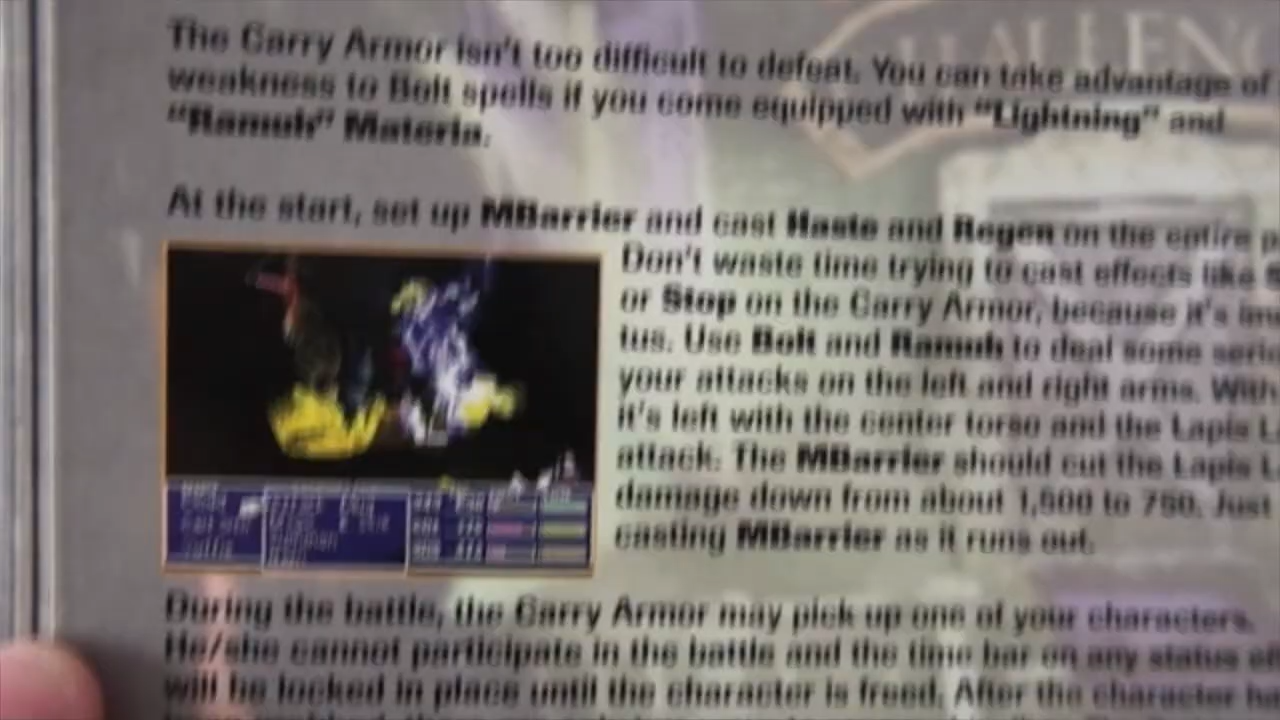 CHALLENG
The Carry Armor isn't too difficult to defeat. You can take advantage of
weakness to Bolt spells if you come equipped with "Lightning" and
"Ramuh" Materia.
At the start, set up MBarrier and cast Haste and Regen on the entire
Don't waste time trying to cast effects like
or Stop on the Carry Armor, because it's
tus. Use Bolt and Ramuh to deal some
your attacks on the left and right arms. With
it's left with the center torso and the Lapis
attack. The MBarrier should cut the Lapis
damage down from about 1,500 to 750. Just
casting MBarrier as it runs out.
During the battle, the Carry Armor may pick up one of your characters.
He/she cannot participate in the battle and the time bar on any status
will be locked in place until the character is freed. After the character